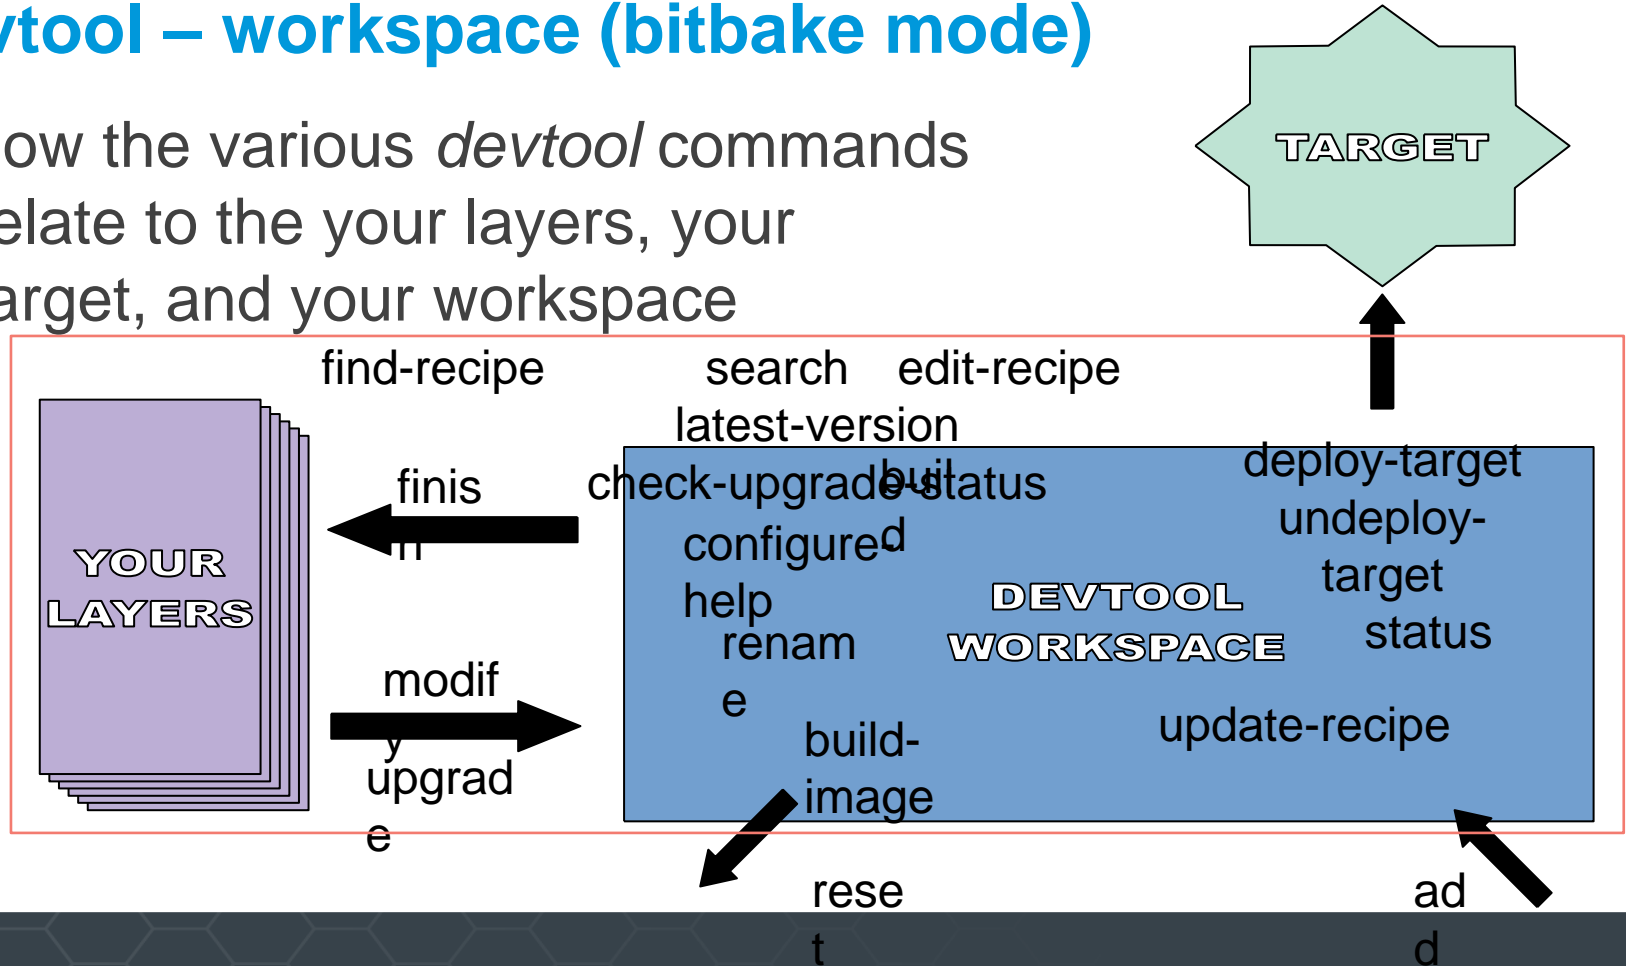 vtool – workspace (bitbake mode)
ow the various devtool commands
elate to the your layers, your
arget, and your workspace
TARGET
find-recipe
search
edit-recipe
latest-version
check-upgrade-status
buil
d
finis
h
configure-
help
renam
e
deploy-target
undeploy-
target
status
YOUR
LAYERS
DEVTOOL
WORKSPACE
modif
y
upgrad
e
build-
image
update-recipe
rese
t
ad
d